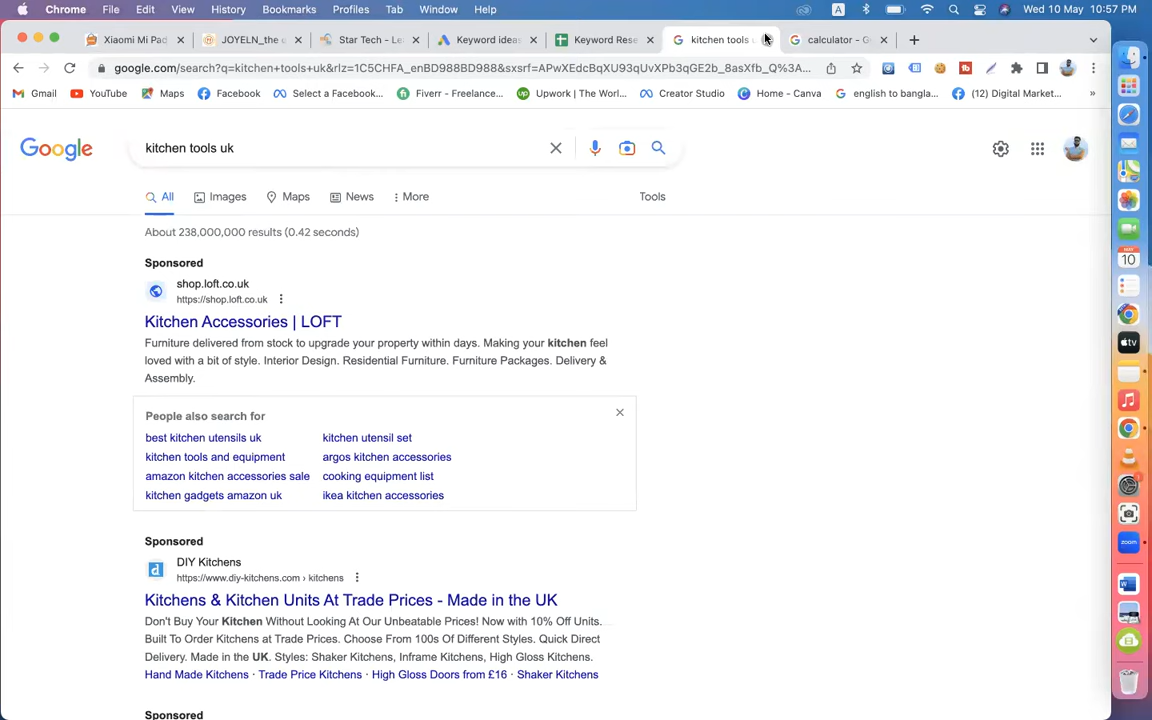 Chrome File Edit View History Bookmarks Profiles Tab Window Help A Wed 10 May 10:57 PM
Xiaomi Mi Pad JOYELN_the o Star Tech - Le Keyword ideas Keyword Rese kitchen tools u calculator - G
google.com/search?q=kitchen+tools+uk&rlz=1C5CHFA_enBD988BD988&sxsrf=APwXEdcBqXU93qUvXPb3qGE2b_8asXfb_Q%3A...
Gmail YouTube Maps Facebook Select a Facebook... Fiverr - Freelance... Upwork | The Worl... Creator Studio Home - Canva english to bangla... (12) Digital Market... »
Google kitchen tools uk
All Images Maps News More Tools
About 238,000,000 results (0.42 seconds)
Sponsored
shop.loft.co.uk
https://shop.loft.co.uk
Kitchen Accessories | LOFT
Furniture delivered from stock to upgrade your property within days. Making your kitchen feel
loved with a bit of style. Interior Design. Residential Furniture. Furniture Packages. Delivery &
Assembly.
People also search for
best kitchen utensils uk kitchen utensil set
kitchen tools and equipment argos kitchen accessories
amazon kitchen accessories sale cooking equipment list
kitchen gadgets amazon uk ikea kitchen accessories
Sponsored
DIY Kitchens
https://www.diy-kitchens.com › kitchens
Kitchens & Kitchen Units At Trade Prices - Made in the UK
Don't Buy Your Kitchen Without Looking At Our Unbeatable Prices! Now with 10% Off Units.
Built To Order Kitchens at Trade Prices. Choose From 100s Of Different Styles. Quick Direct
Delivery. Made in the UK. Styles: Shaker Kitchens, Inframe Kitchens, High Gloss Kitchens.
Hand Made Kitchens · Trade Price Kitchens · High Gloss Doors from £16 · Shaker Kitchens
Sponsored
10
tv
zoom